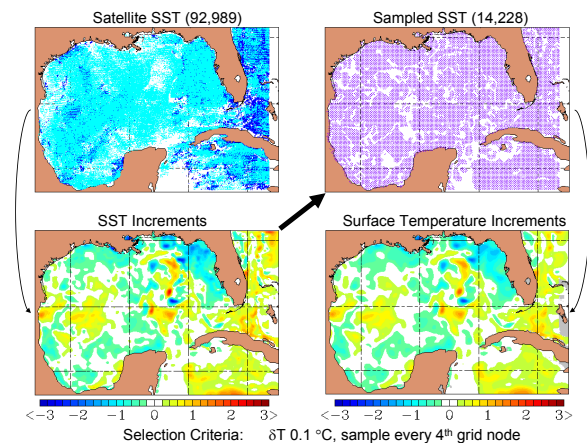 Satellite SST (92,989)
Sampled SST (14,228)
SST Increments
Surface Temperature Increments
<−3 −2 −1 0 1 2 3>
<−3 −2 −1 0 1 2 3>
Selection Criteria: δT 0.1 °C, sample every 4th grid node